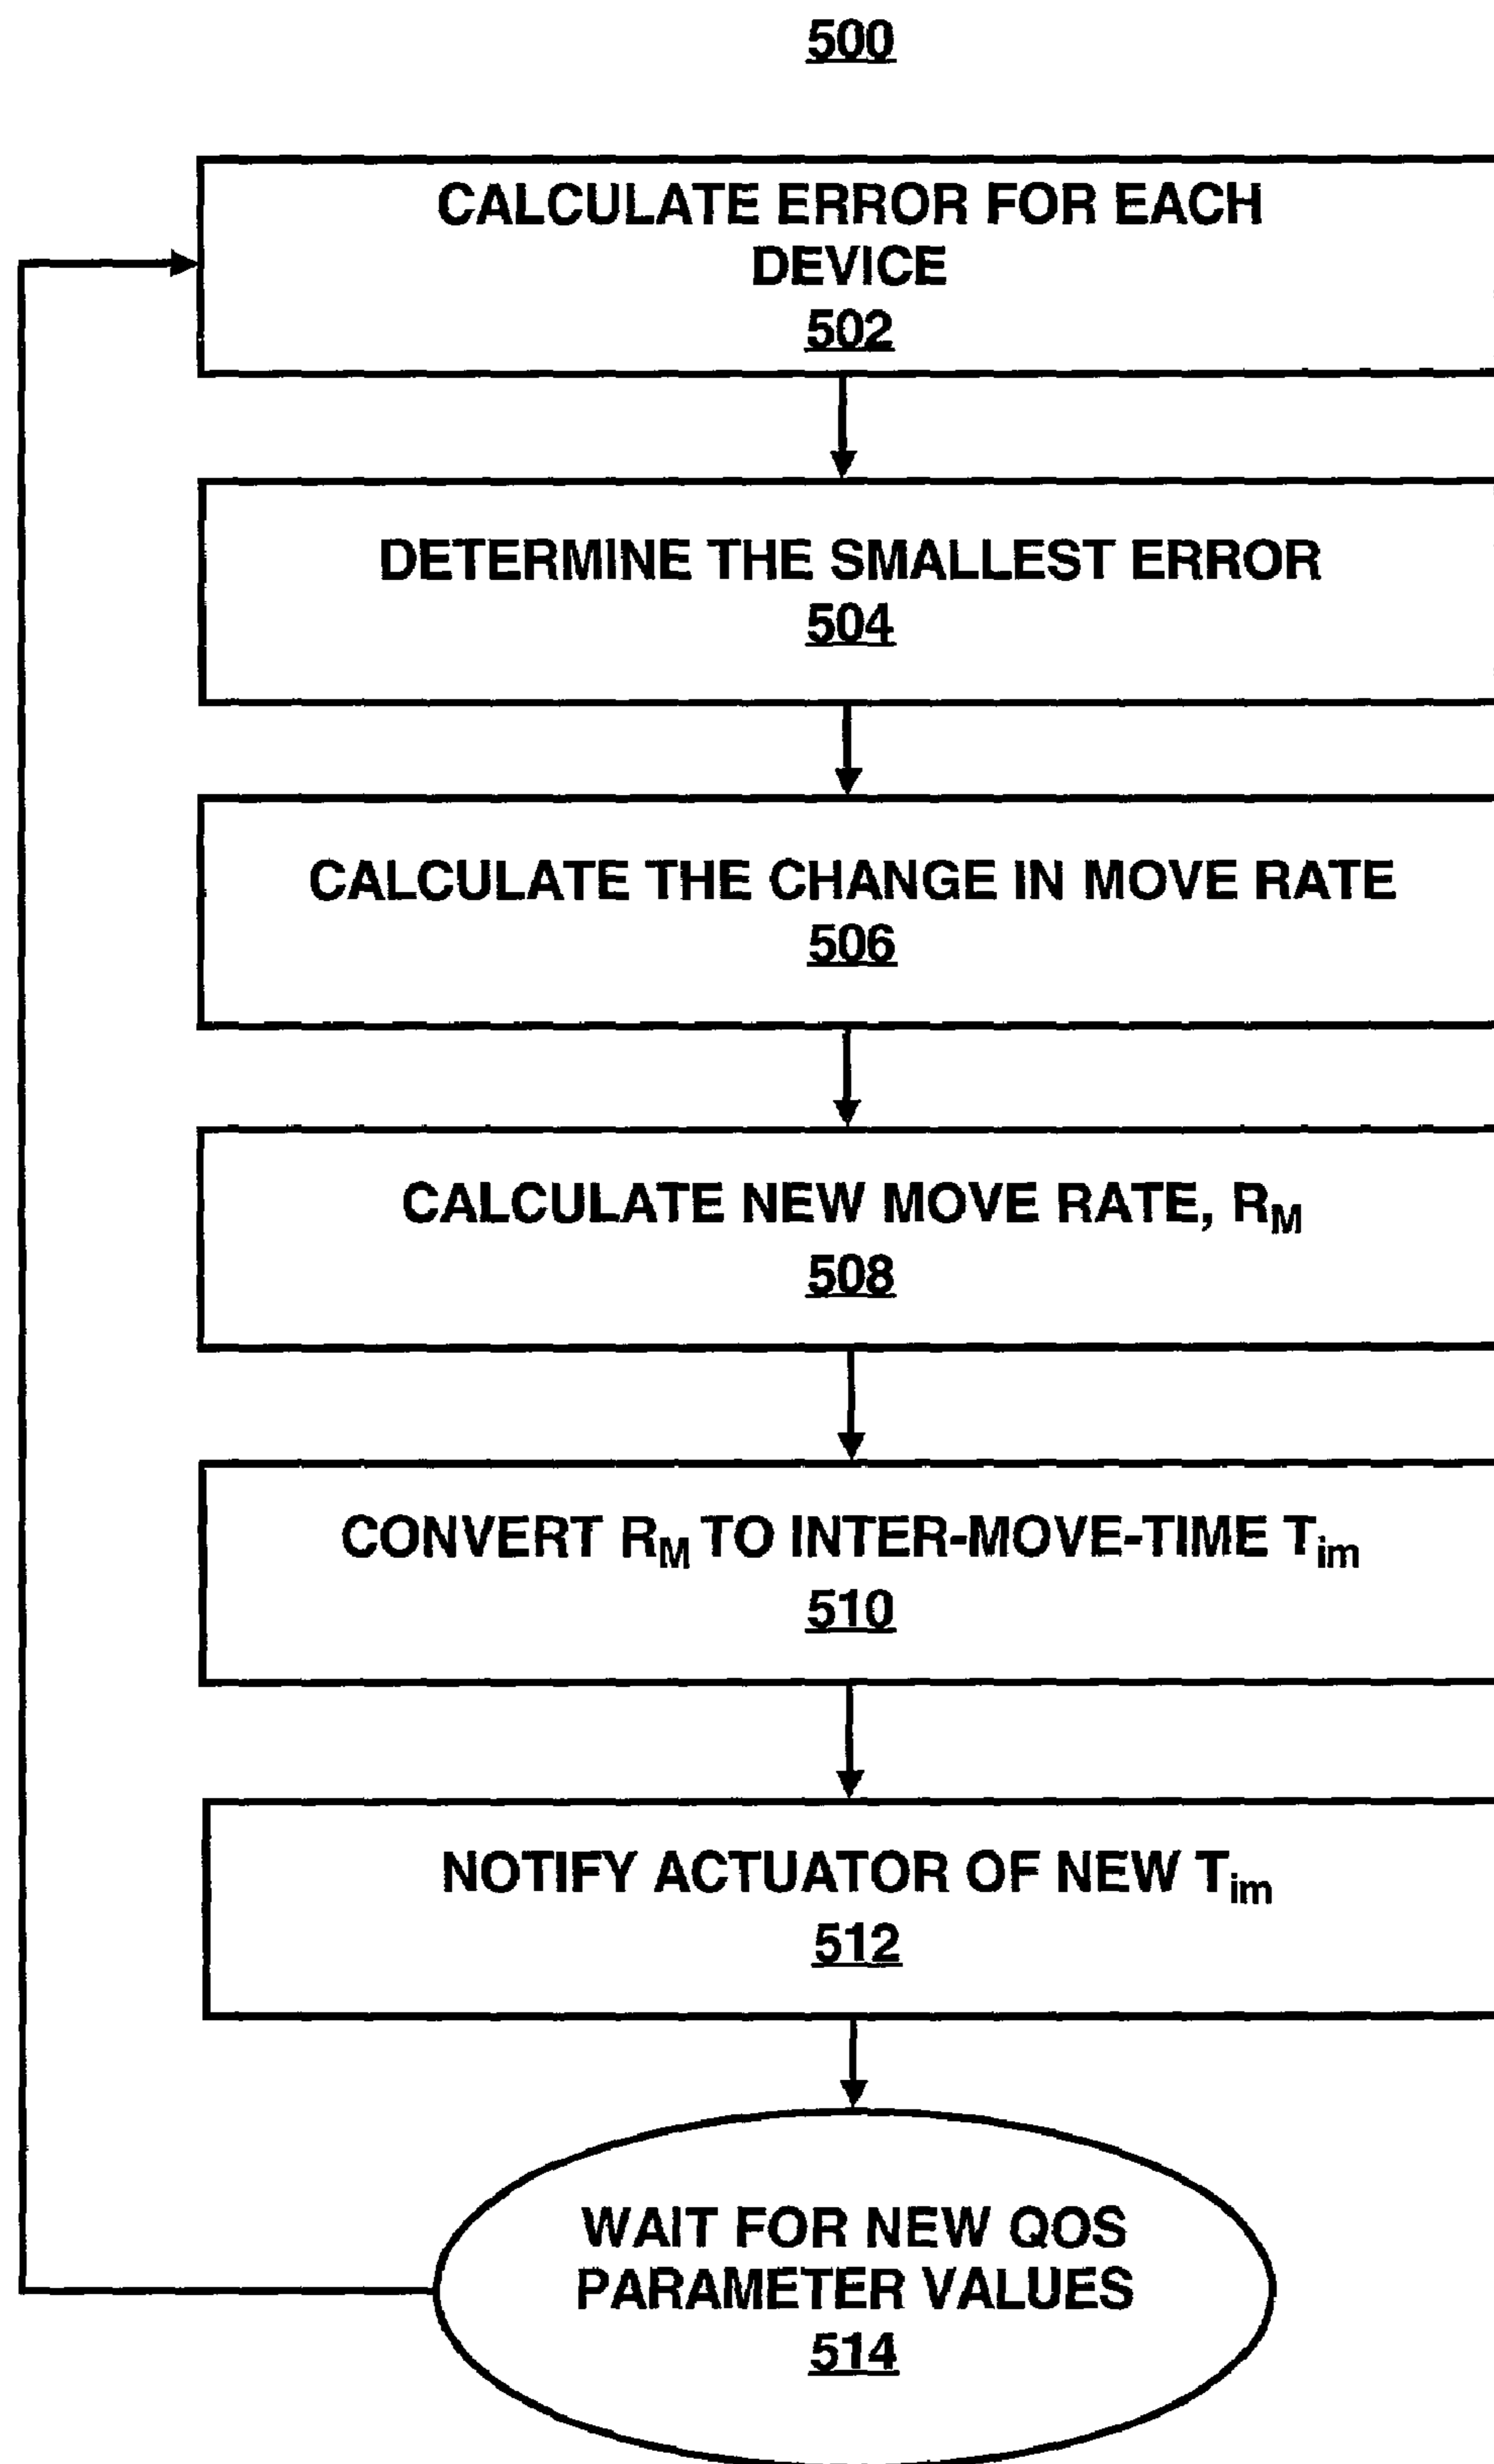 500
CALCULATE ERROR FOR EACH
DEVICE
502
DETERMINE THE SMALLEST ERROR
504
CALCULATE THE CHANGE IN MOVE RATE
506
CALCULATE NEW MOVE RATE, RM
508
CONVERT RM TO INTER-MOVE-TIME Tim
510
NOTIFY ACTUATOR OF NEW Tim
512
WAIT FOR NEW QOS
PARAMETER VALUES
514